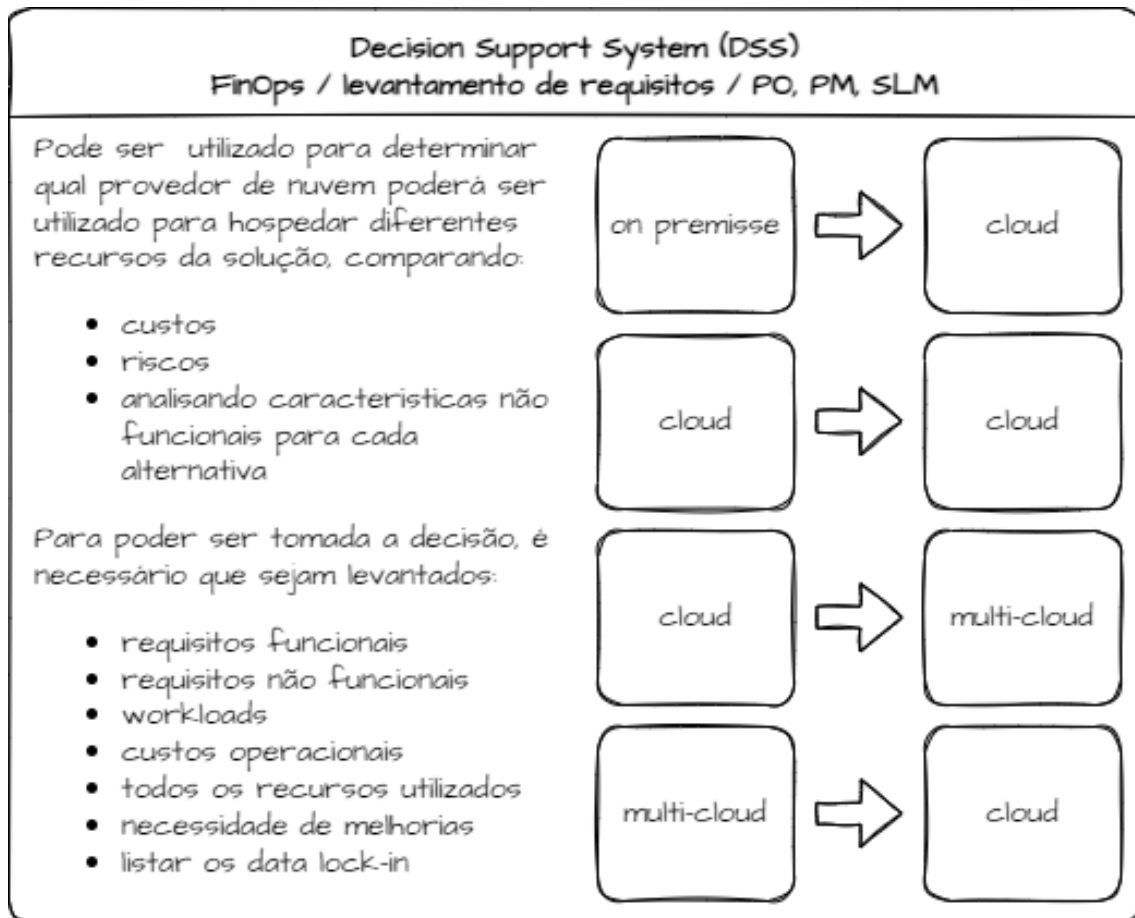 Decision Support System (DSS)
FinOps / levantamento de requisitos / PO, PM, SLM
Pode ser utilizado para determinar
qual provedor de nuvem poderá ser
utilizado para hospedar diferentes
recursos da solução, comparando:
• custos
• riscos
• analisando caracteristicas não
funcionais para cada
alternativa
Para poder ser tomada a decisão, é
necessário que sejam levantados:
• requisitos funcionais
• requisitos não funcionais
• workloads
• custos operacionais
• todos os recursos utilizados
• necessidade de melhorias
• listar os data lock-in
on premisse
cloud
cloud
cloud
cloud
multi-cloud
multi-cloud
cloud